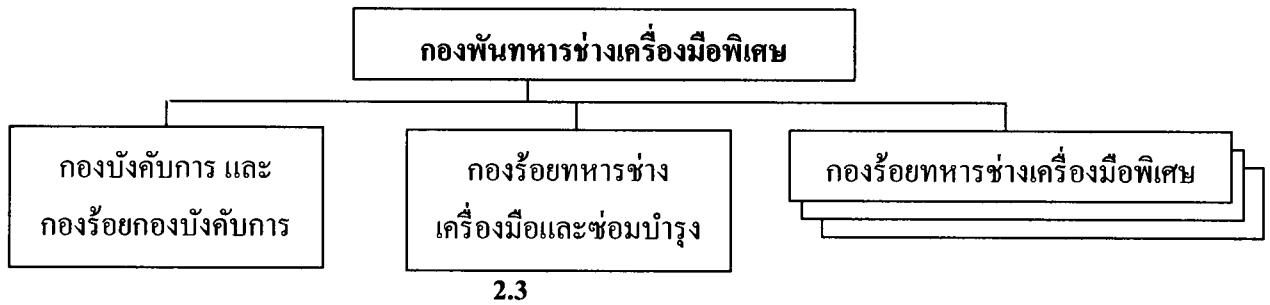 กองพันทหารช่างเครื่องมือพิเศษ
กองบังคับการ และ
กองร้อยกองบังคับการ
กองร้อยทหารช่าง
เครื่องมือและซ่อมบำรุง
กองร้อยทหารช่างเครื่องมือพิเศษ
2.3